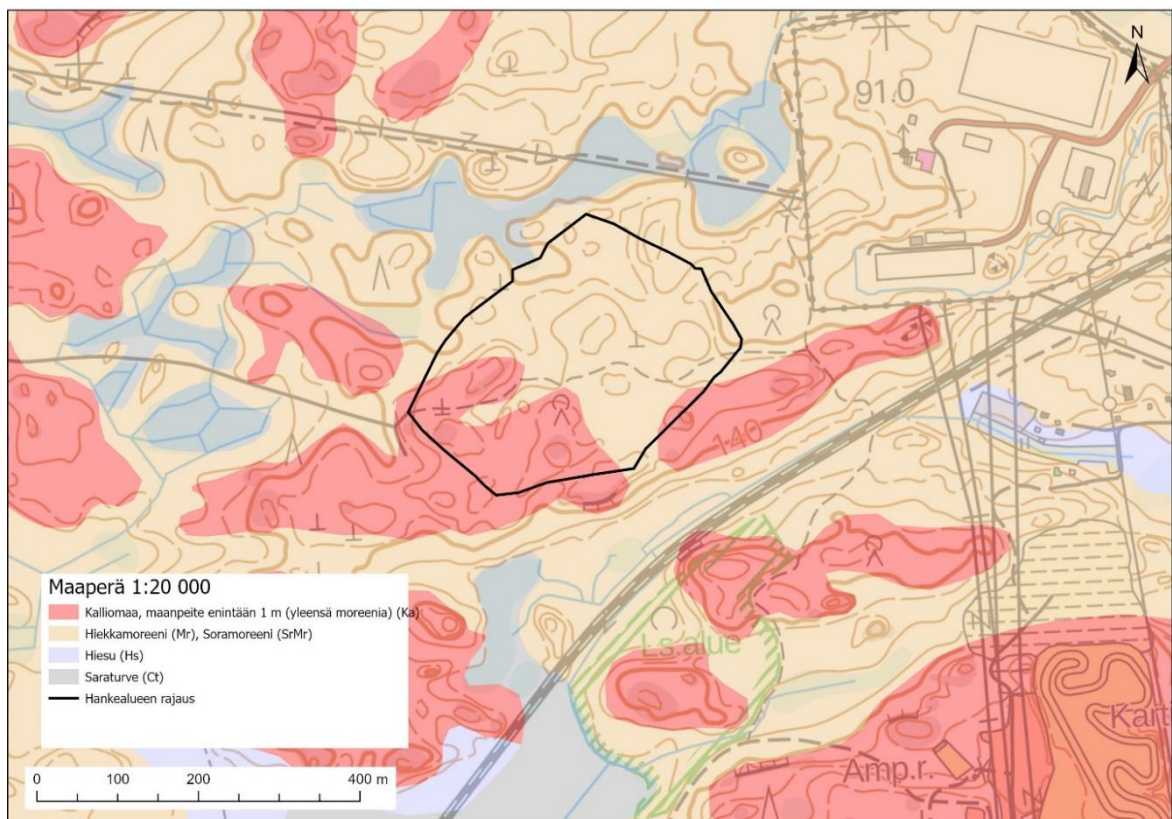 N
91.0
140
Ls.alue
Maaperä 1:20 000
Kalliomaa, maanpeite enintään 1 m (yleensä moreenia) (Ka)
Hiekkamoreeni (Mr), Soramoreeni (SrMr)
Hiesu (Hs)
Saraturve (Ct)
Hankealueen rajaus
Kart
Amp.r.
0 100 200 400 m